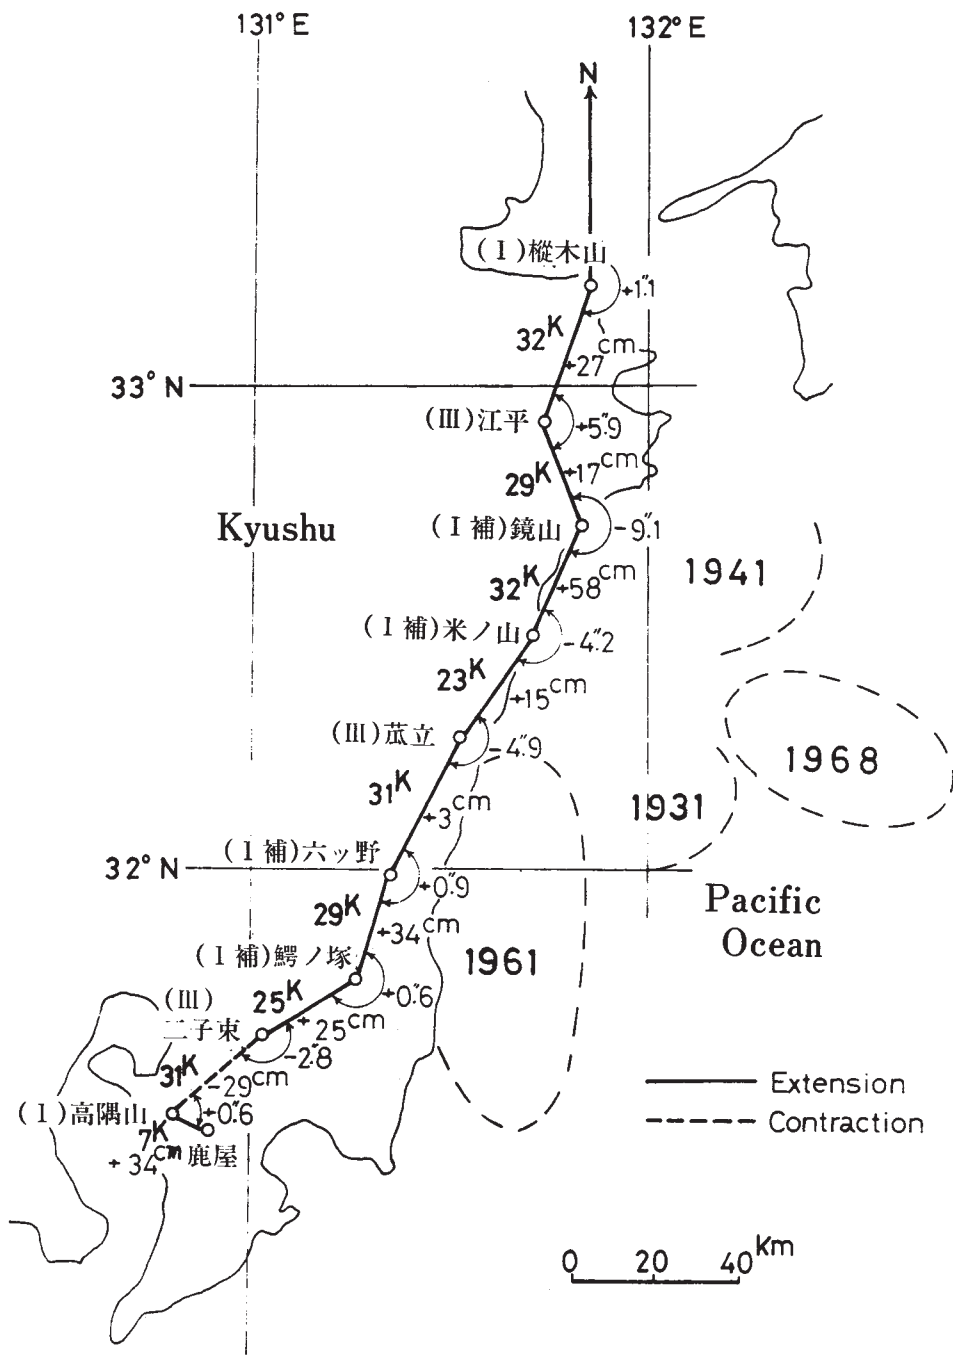 131° E
132° E
N
(I)樅木山
+1."1
32K
cm
+27
33° N
(III)江平
+5."9
29K
+17cm
Kyushu
(I補)鏡山
-9."1
32K
+58cm
1941
(I補)米ノ山
-4."2
23K
+15cm
(III)菰立
-4."9
1968
31K
+3cm
1931
(I補)六ッ野
32° N
+0."9
29K
+34cm
Pacific
Ocean
(I補)鰐ノ塚
1961
+0."6
(III)
二子束
25K
+25cm
-2."8
31K
-29cm
(I)高隅山
+0."6
7K
+34cm
鹿屋
Extension
Contraction
0 20 40Km